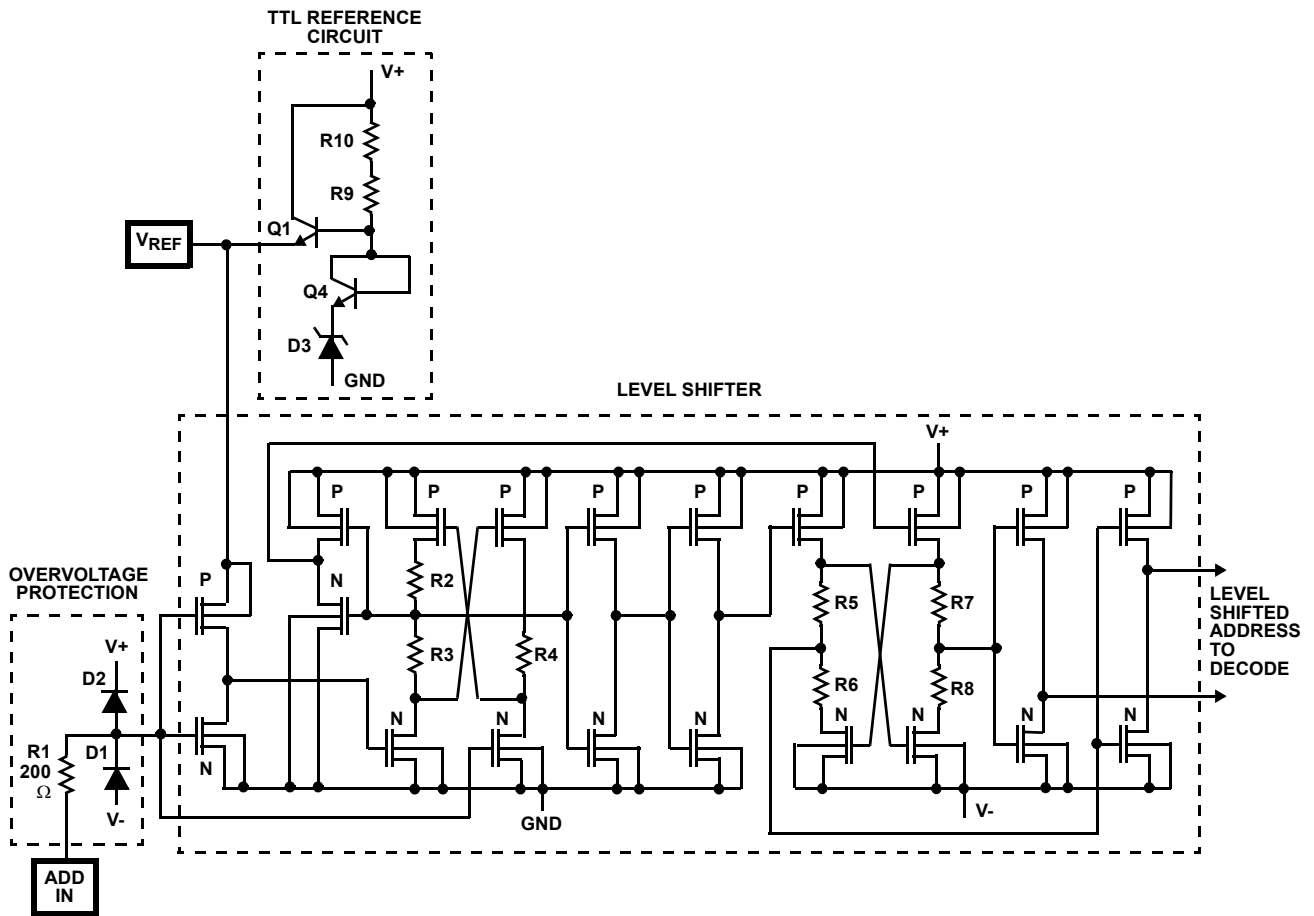 TTL REFERENCE
CIRCUIT
V+
R10
R9
Q1
VREF
Q4
D3
GND
LEVEL SHIFTER
V+
P
P
P
P
P
P
P
P
P
OVERVOLTAGE
PROTECTION
P
N
R2
R5
R7
LEVEL
SHIFTED
ADDRESS
TO
DECODE
V+
R3
R4
D2
R6
R8
N
N
N
N
N
N
N
N
N
R1
200
Ω
D1
V-
GND
V-
ADD
IN